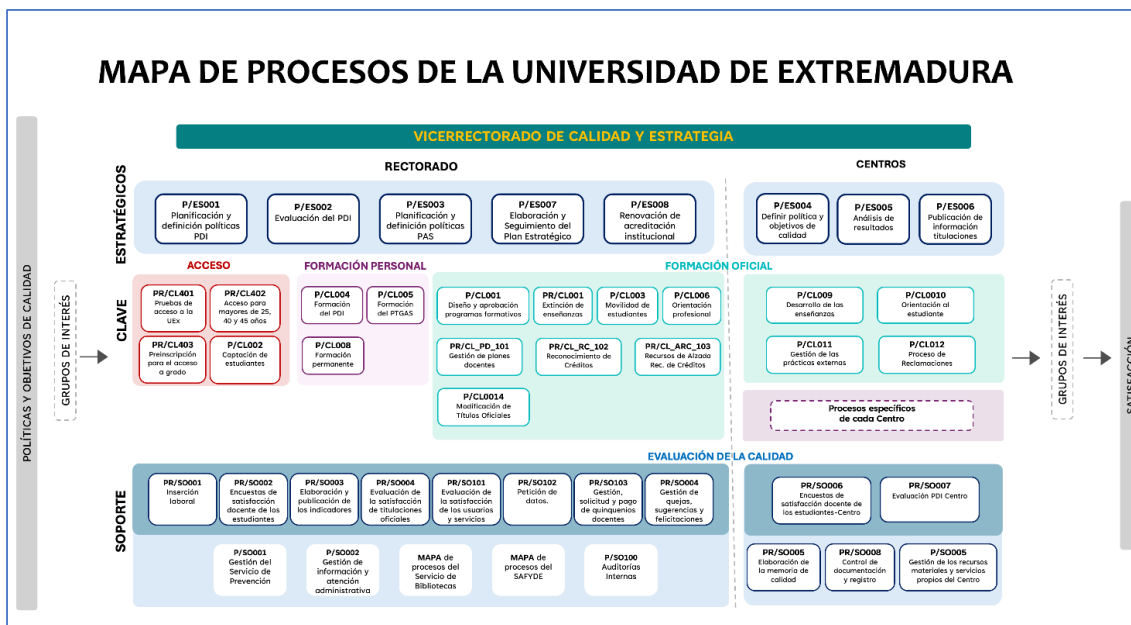 MAPA DE PROCESOS DE LA UNIVERSIDAD DE EXTREMADURA
VICERRECTORADO DE CALIDAD Y ESTRATEGIA
POLÍTICAS Y OBJETIVOS DE CALIDAD
GRUPOS DE INTERÉS
RECTORADO
CENTROS
ESTRATÉGICOS
P/ES001
Planificación y
definición políticas
PDI
P/ES002
Evaluación del PDI
P/ES003
Planificación y
definición políticas
PAS
P/ES007
Elaboración y
Seguimiento del
Plan Estratégico
P/ES008
Renovación de
acreditación
institucional
P/ES004
Definir política y
objetivos de
calidad
P/ES005
Análisis de
resultados
P/ES006
Publicación de
información
titulaciones
CLAVE
ACCESO
PR/CL401
Pruebas de
acceso a la
UEx
PR/CL402
Acceso para
mayores de 25,
40 y 45 años
PR/CL403
Preinscripción
para el acceso
a grado
P/CL002
Captación de
estudiantes
FORMACIÓN PERSONAL
P/CL004
Formación
del PDI
P/CL005
Formación
del PTGAS
P/CL008
Formación
permanente
FORMACIÓN OFICIAL
P/CL001
Diseño y aprobación
programas formativos
PR/CL001
Extinción de
enseñanzas
P/CL003
Movilidad de
estudiantes
P/CL006
Orientación
profesional
PR/CL_PD_101
Gestión de planes
docentes
PR/CL_RC_102
Reconocimiento de
Créditos
PR/CL_ARC_103
Recursos de Alzada
Rec. de Créditos
P/CL0014
Modificación de
Títulos Oficiales
P/CL009
Desarrollo de las
enseñanzas
P/CL0010
Orientación al
estudiante
P/CL011
Gestión de las
prácticas externas
P/CL012
Proceso de
Reclamaciones
Procesos específicos
de cada Centro
EVALUACIÓN DE LA CALIDAD
SOPORTE
PR/SO001
Inserción
laboral
PR/SO002
Encuestas de
satisfacción
docente de los
estudiantes
PR/SO003
Elaboración y
publicación de
los indicadores
PR/SO004
Evaluación de
la satisfacción
de titulaciones
oficiales
PR/SO101
Evaluación de
la satisfacción
de los usuarios
y servicios
PR/SO102
Petición de
datos.
PR/SO103
Gestión,
solicitud y pago
de quinquenios
docentes
PR/SO004
Gestión de
quejas,
sugerencias y
felicitaciones
PR/SO006
Encuestas de
satisfacción docente de
los estudiantes-Centro
PR/SO007
Evaluación PDI Centro
P/SO001
Gestión del
Servicio de
Prevención
P/SO002
Gestión de
información y
atención
administrativa
MAPA de
procesos del
Servicio de
Bibliotecas
MAPA de
procesos del
SAFYDE
P/SO100
Auditorías
Internas
PR/SO005
Elaboración de
la memoria de
calidad
PR/SO008
Control de
documentación
y registro
P/SO005
Gestión de los recursos
materiales y servicios
propios del Centro
GRUPOS DE INTERÉS
SATISFACCIÓN